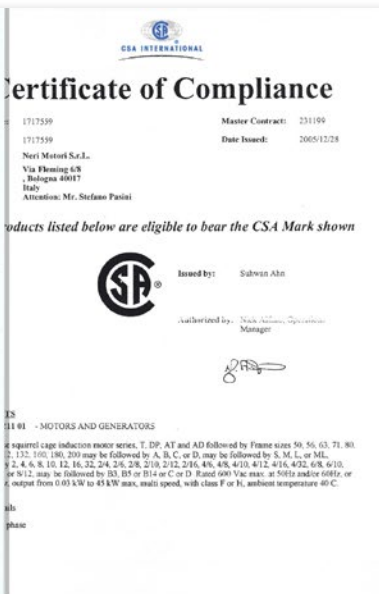 CSA INTERNATIONAL
Certificate of Compliance
1717559 Master Contract: 231199
1717559 Date Issued: 2005/12/28
Neri Motori S.r.L.
Via Fleming 6/8
, Bologna 40017
Italy
Attention: Mr. Stefano Pasini
roducts listed below are eligible to bear the CSA Mark shown
CSA ®
Issued by: Suhwan Ahn
Authorized by: Nick Operations
Manager
TS
11 01 - MOTORS AND GENERATORS
e squirrel cage induction motor series, T, DP, AT and AD followed by Frame sizes 50, 56, 63, 71, 80,
2, 132, 160, 180, 200 may be followed by A, B, C, or D, may be followed by S, M, L, or ML,
y 2, 4, 6, 8, 10, 12, 16, 32, 2/4, 2/6, 2/8, 2/10, 2/12, 2/16, 4/6, 4/8, 4/10, 4/12, 4/16, 4/32, 6/8, 6/10,
or 8/12, may be followed by B3, B5 or B14 or C or D. Rated 600 Vac max. at 50Hz and/or 60Hz, or
, output from 0.03 kW to 45 kW max, multi speed, with class F or H, ambient temperature 40 C.
ails
phase